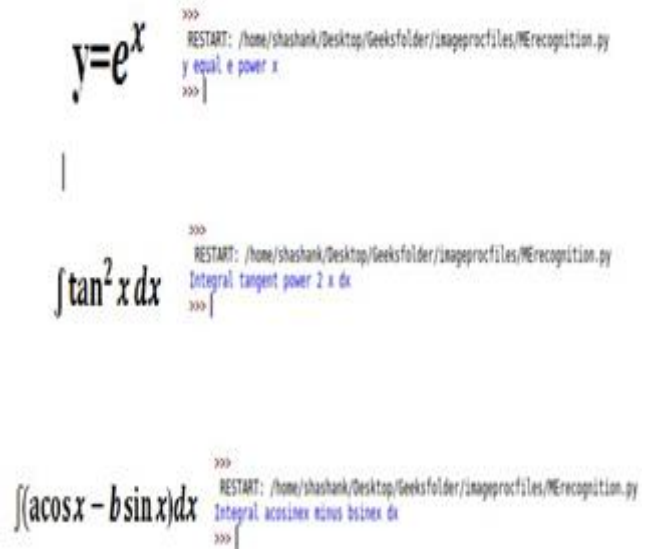 y=eˣ
>>>
RESTART: /home/shashank/Desktop/Geeksfolder/imageprocfiles/MErecognition.py
y equal e power x
>>>
∫tan² x dx
>>>
RESTART: /home/shashank/Desktop/Geeksfolder/imageprocfiles/MErecognition.py
Integral tangent power 2 x dx
>>>
∫(acos x − b sin x)dx
>>>
RESTART: /home/shashank/Desktop/Geeksfolder/imageprocfiles/MErecognition.py
Integral acosinex minus bsinex dx
>>>